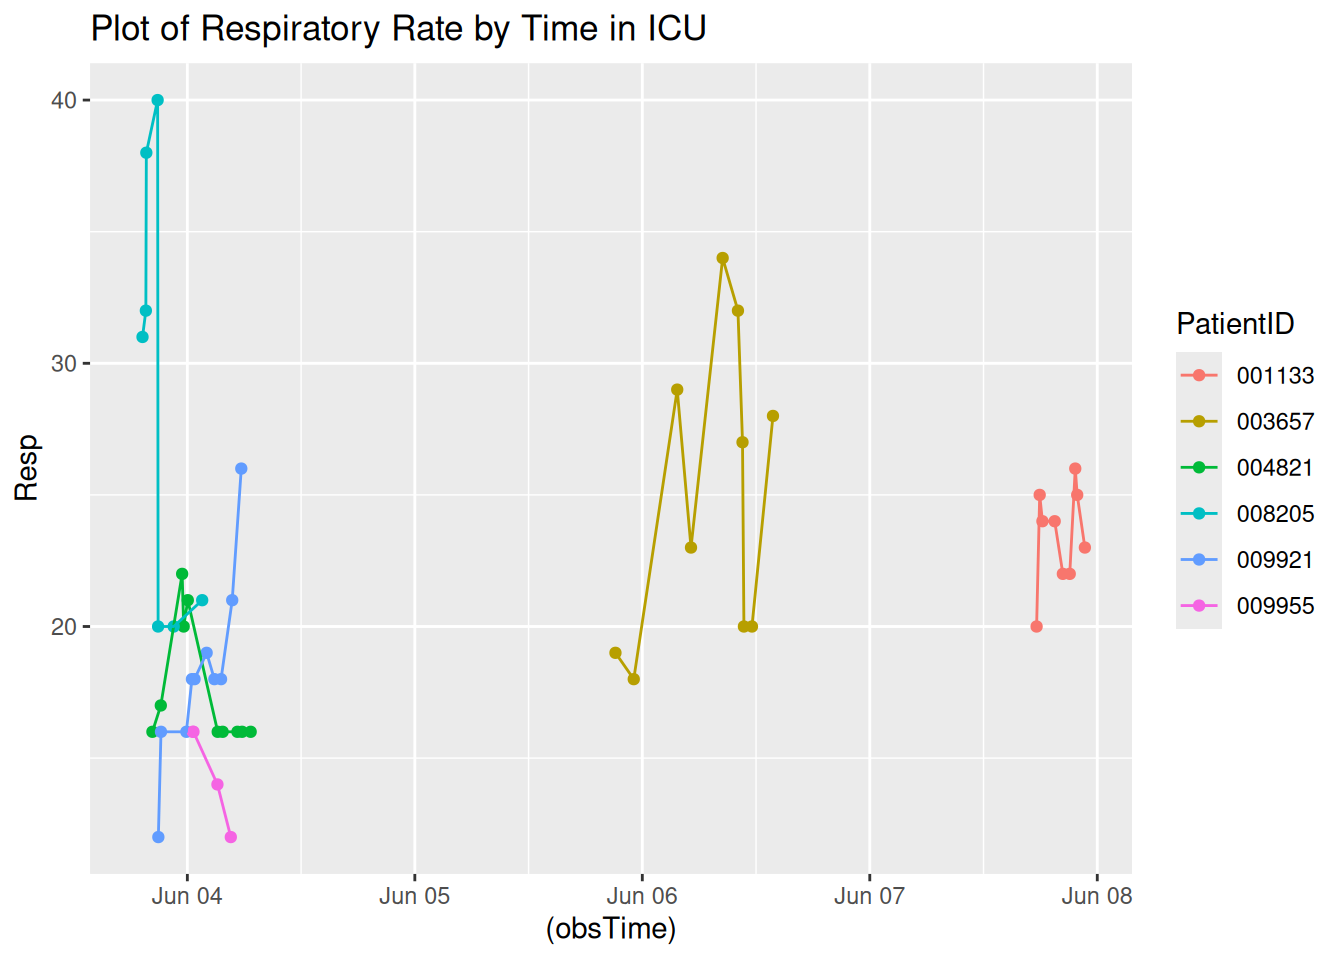 Plot of Respiratory Rate by Time in ICU
40
30
20
Resp
Jun 04
Jun 05
Jun 06
Jun 07
Jun 08
(obsTime)
PatientID
001133
003657
004821
008205
009921
009955